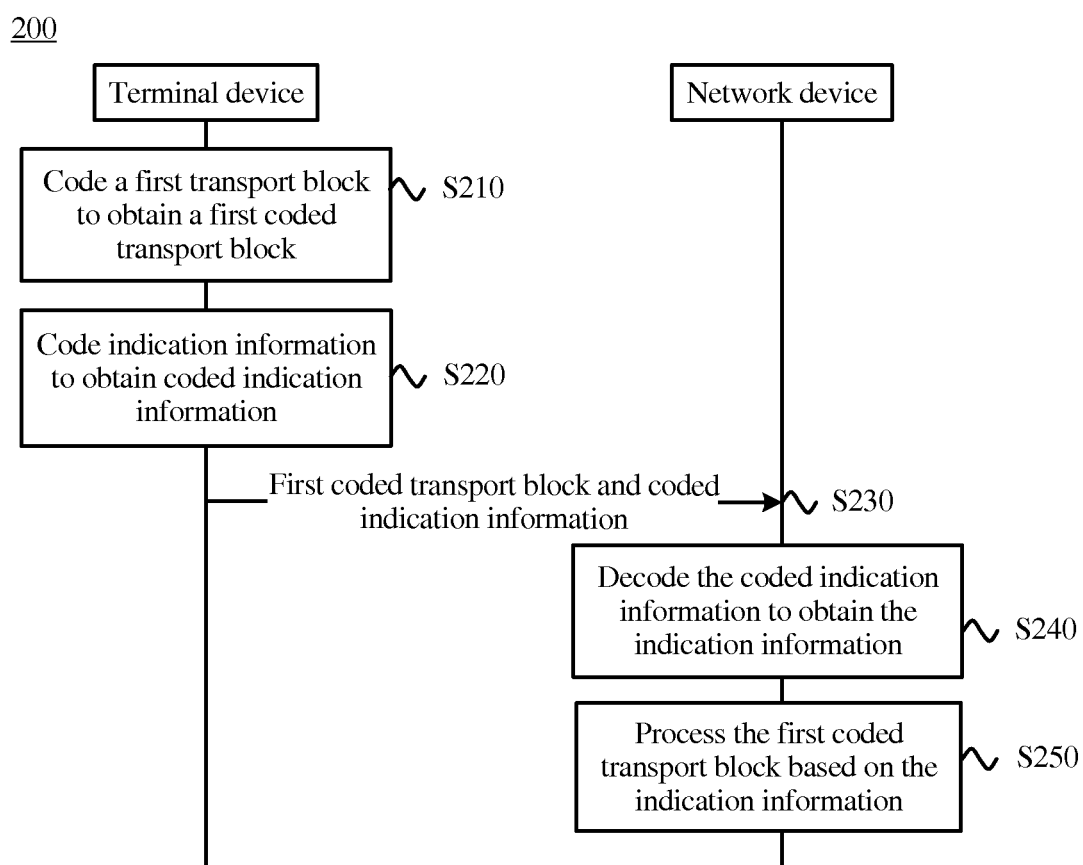 200
Terminal device
Network device
Code a first transport block
to obtain a first coded
transport block
S210
Code indication information
to obtain coded indication
information
S220
First coded transport block and coded
indication information
S230
Decode the coded indication
information to obtain the
indication information
S240
Process the first coded
transport block based on the
indication information
S250